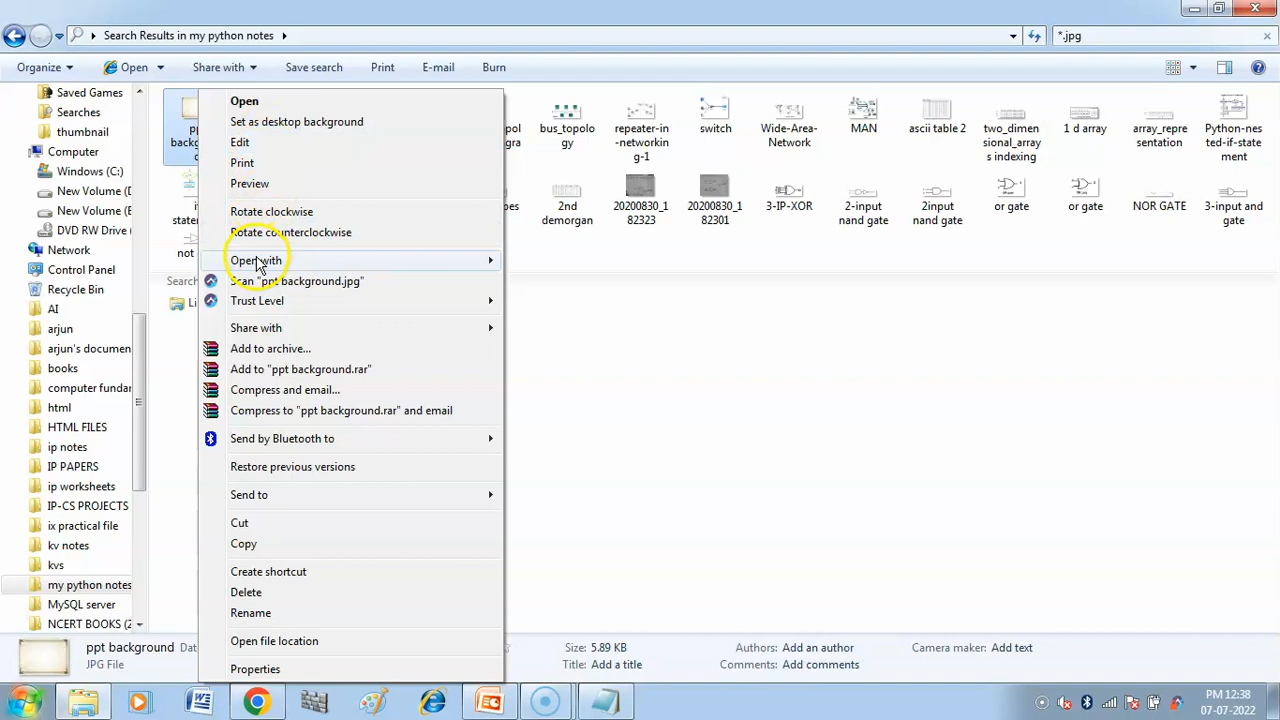 Search Results in my python notes
*.jpg
Organize
Open
Share with
Save search
Print
E-mail
Burn
Saved Games
Searches
thumbnail
Computer
Windows (C:)
New Volume (D
New Volume (E
DVD RW Drive (
Network
Control Panel
Recycle Bin
AI
arjun
arjun's documen
books
computer fundar
html
HTML FILES
ip notes
IP PAPERS
ip worksheets
IP-CS PROJECTS
ix practical file
kv notes
kvs
my python notes
MySQL server
NCERT BOOKS (2
Open
Set as desktop background
Edit
Print
Preview
Rotate clockwise
Rotate counterclockwise
Open with
Scan "ppt background.jpg"
Trust Level
Share with
Add to archive...
Add to "ppt background.rar"
Compress and email...
Compress to "ppt background.rar" and email
Send by Bluetooth to
Restore previous versions
Send to
Cut
Copy
Create shortcut
Delete
Rename
Open file location
Properties
bus_topolo
gy
repeater-in
-networkin
g-1
switch
Wide-Area-
Network
MAN
ascii table 2
two_dimen
sional_array
s indexing
1 d array
array_repre
sentation
Python-nes
ted-if-state
ment
2nd
demorgan
20200830_1
82323
20200830_1
82301
3-IP-XOR
2-input
nand gate
2input
nand gate
or gate
or gate
NOR GATE
3-input and
gate
not
ppt background
JPG File
Size: 5.89 KB
Title: Add a title
Authors: Add an author
Comments: Add comments
Camera maker: Add text
PM 12:38
07-07-2022